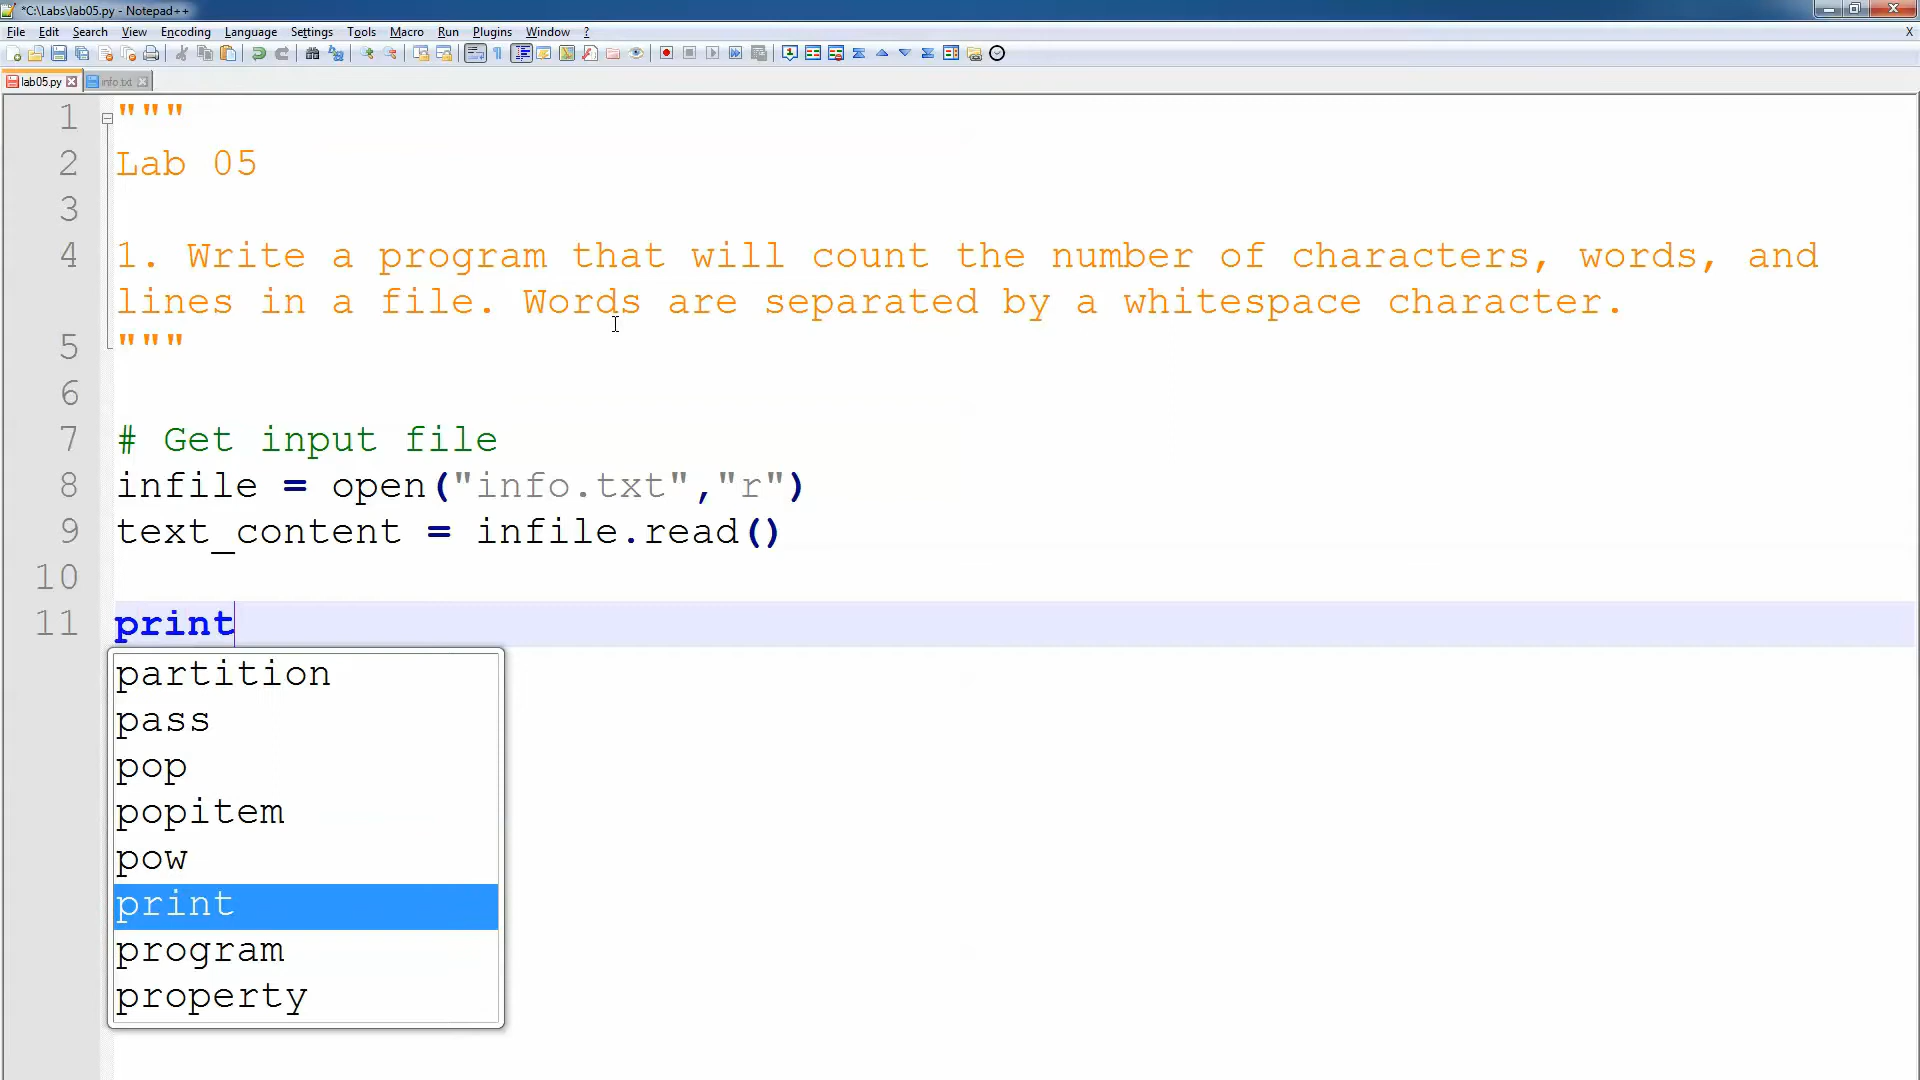 *C:\Labs\lab05.py - Notepad++
File Edit Search View Encoding Language Settings Tools Macro Run Plugins Window ? X
lab05.py info.txt
1 """
2 Lab 05
3
4 1. Write a program that will count the number of characters, words, and
lines in a file. Words are separated by a whitespace character.
5 """
6
7 # Get input file
8 infile = open("info.txt","r")
9 text_content = infile.read()
10
11 print
partition
pass
pop
popitem
pow
print
program
property